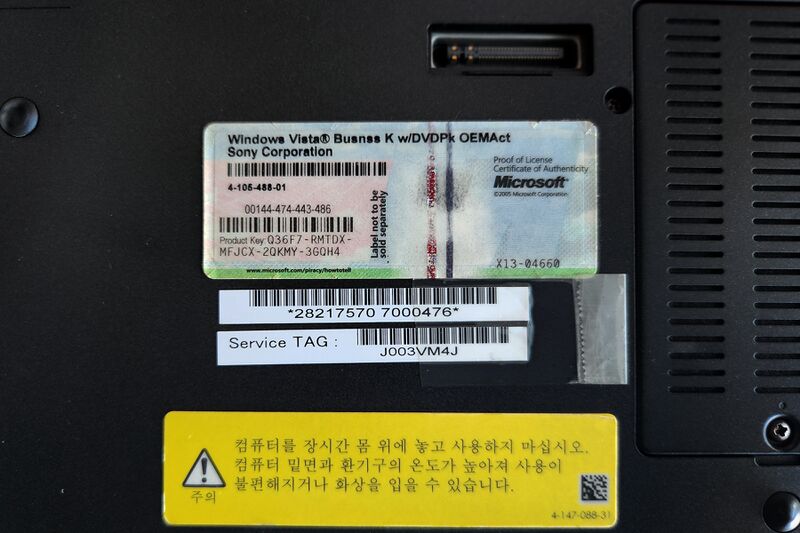 Windows Vista® Busnss K w/DVDPk OEMAct
Sony Corporation
4-105-488-01
00144-474-443-486
Product Key: Q36F7-RMTDX-
MFJCX-2QKMY-3GQH4
www.microsoft.com/piracy/howtotell
Label not to be
sold separately
Proof of License
Certificate of Authenticity
Microsoft®
©2005 Microsoft Corporation
X13-04660
*28217570 7000476*
Service TAG :
J003VM4J
주의
컴퓨터를 장시간 몸 위에 놓고 사용하지 마십시오.
컴퓨터 밑면과 환기구의 온도가 높아져 사용이
불편해지거나 화상을 입을 수 있습니다.
4-147-088-31